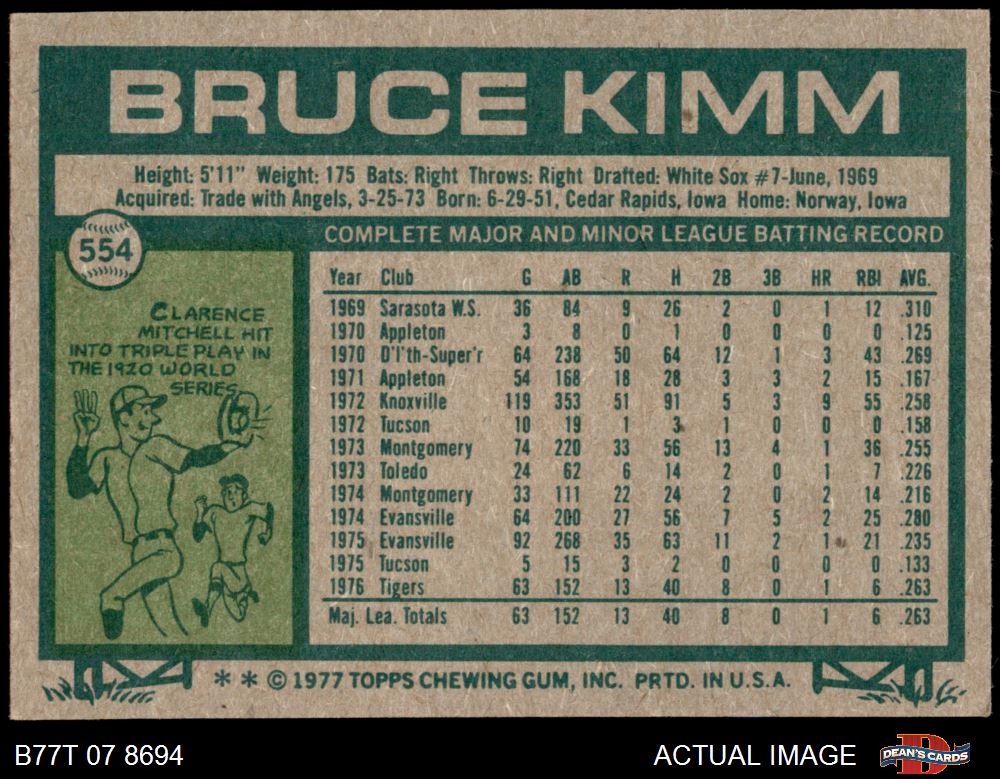 BRUCE KIMM
Height: 5'11" Weight: 175 Bats: Right Throws: Right Drafted: White Sox #7-June, 1969
Acquired: Trade with Angels, 3-25-73 Born: 6-29-51, Cedar Rapids, Iowa Home: Norway, Iowa
554
CLARENCE
MITCHELL HIT
INTO TRIPLE PLAY IN
THE 1920 WORLD
SERIES
COMPLETE MAJOR AND MINOR LEAGUE BATTING RECORD
Year Club G AB R H 2B 3B HR RBI AVG.
1969 Sarasota W.S. 36 84 9 26 2 0 1 12 .310
1970 Appleton 3 8 0 1 0 0 0 0 .125
1970 D'l'th-Super'r 64 238 50 64 12 1 3 43 .269
1971 Appleton 54 168 18 28 3 3 2 15 .167
1972 Knoxville 119 353 51 91 5 3 9 55 .258
1972 Tucson 10 19 1 3 1 0 0 0 .158
1973 Montgomery 74 220 33 56 13 4 1 36 .255
1973 Toledo 24 62 6 14 2 0 1 7 .226
1974 Montgomery 33 111 22 24 2 0 2 14 .216
1974 Evansville 64 200 27 56 7 5 2 25 .280
1975 Evansville 92 268 35 63 11 2 1 21 .235
1975 Tucson 5 15 3 2 0 0 0 0 .133
1976 Tigers 63 152 13 40 8 0 1 6 .263
Maj. Lea. Totals 63 152 13 40 8 0 1 6 .263
* * © 1977 TOPPS CHEWING GUM, INC. PRTD. IN U.S.A.
B77T 07 8694
ACTUAL IMAGE
D
DEAN'S CARDS